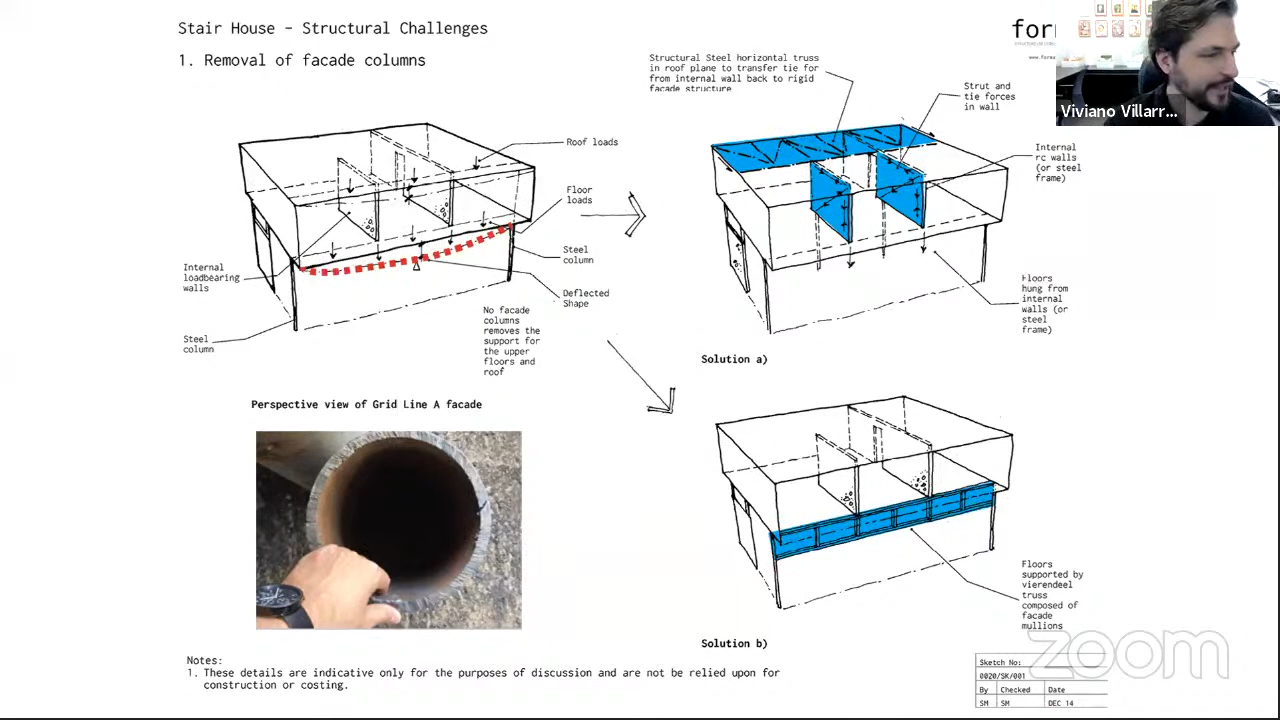 Stair House – Structural Challenges
1. Removal of facade columns
for
Viviano Villarr...
Structural Steel horizontal truss
in roof plane to transfer tie for
from internal wall back to rigid
facade structure
Strut and
tie forces
in wall
Internal
rc walls
(or steel
frame)
Roof loads
Floor
loads
Steel
column
Deflected
Shape
Internal
loadbearing
walls
Steel
column
No facade
columns
removes the
support for
the upper
floors and
roof
Floors
hung from
internal
walls (or
steel
frame)
Solution a)
Perspective view of Grid Line A facade
Floors
supported by
vierendeel
truss
composed of
facade
mullions
Solution b)
zoom
Notes:
1. These details are indicative only for the purposes of discussion and are not be relied upon for
construction or costing.
Sketch No:
0020/SK/001
By Checked Date
SM SM DEC 14